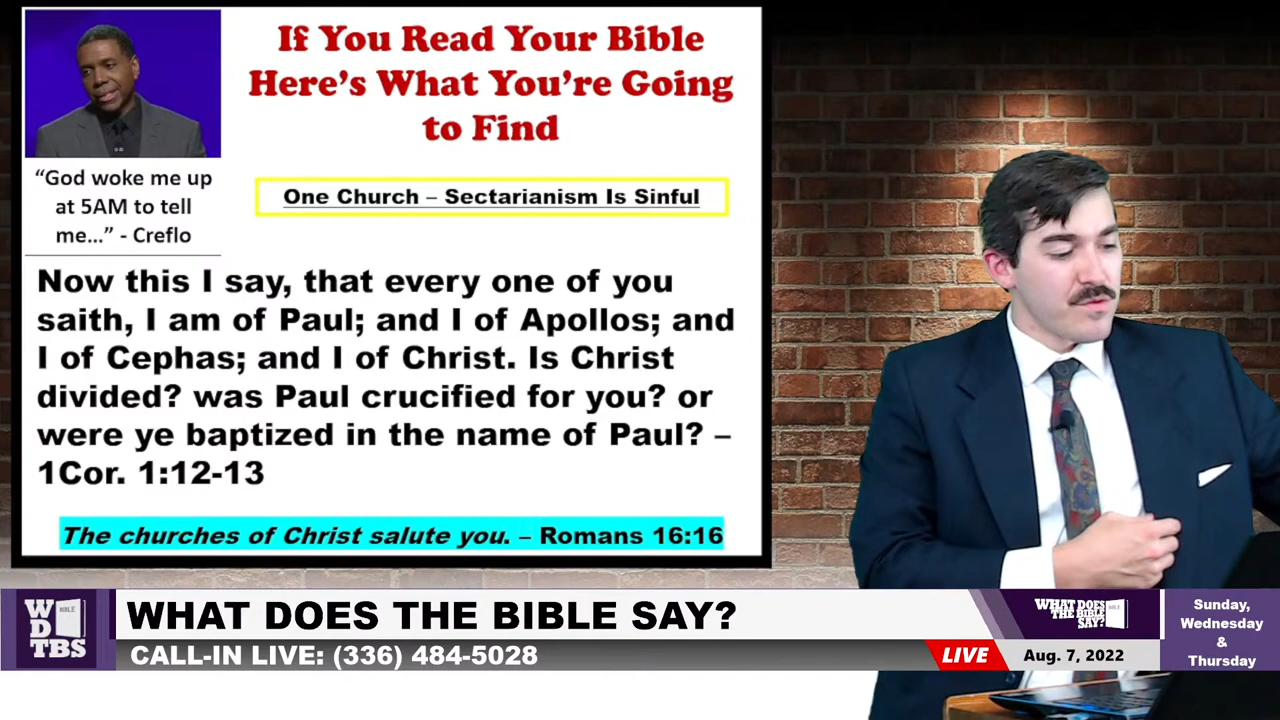 If You Read Your Bible
Here's What You're Going
to Find
"God woke me up
at 5AM to tell
me..." - Creflo
One Church – Sectarianism Is Sinful
Now this I say, that every one of you
saith, I am of Paul; and I of Apollos; and
I of Cephas; and I of Christ. Is Christ
divided? was Paul crucified for you? or
were ye baptized in the name of Paul? –
1Cor. 1:12-13
The churches of Christ salute you. – Romans 16:16
W
D
TBS
BIBLE
WHAT DOES THE BIBLE SAY?
CALL-IN LIVE: (336) 484-5028
WHAT DOES
THE BIBLE
SAY?
LIVE
Aug. 7, 2022
Sunday,
Wednesday
&
Thursday